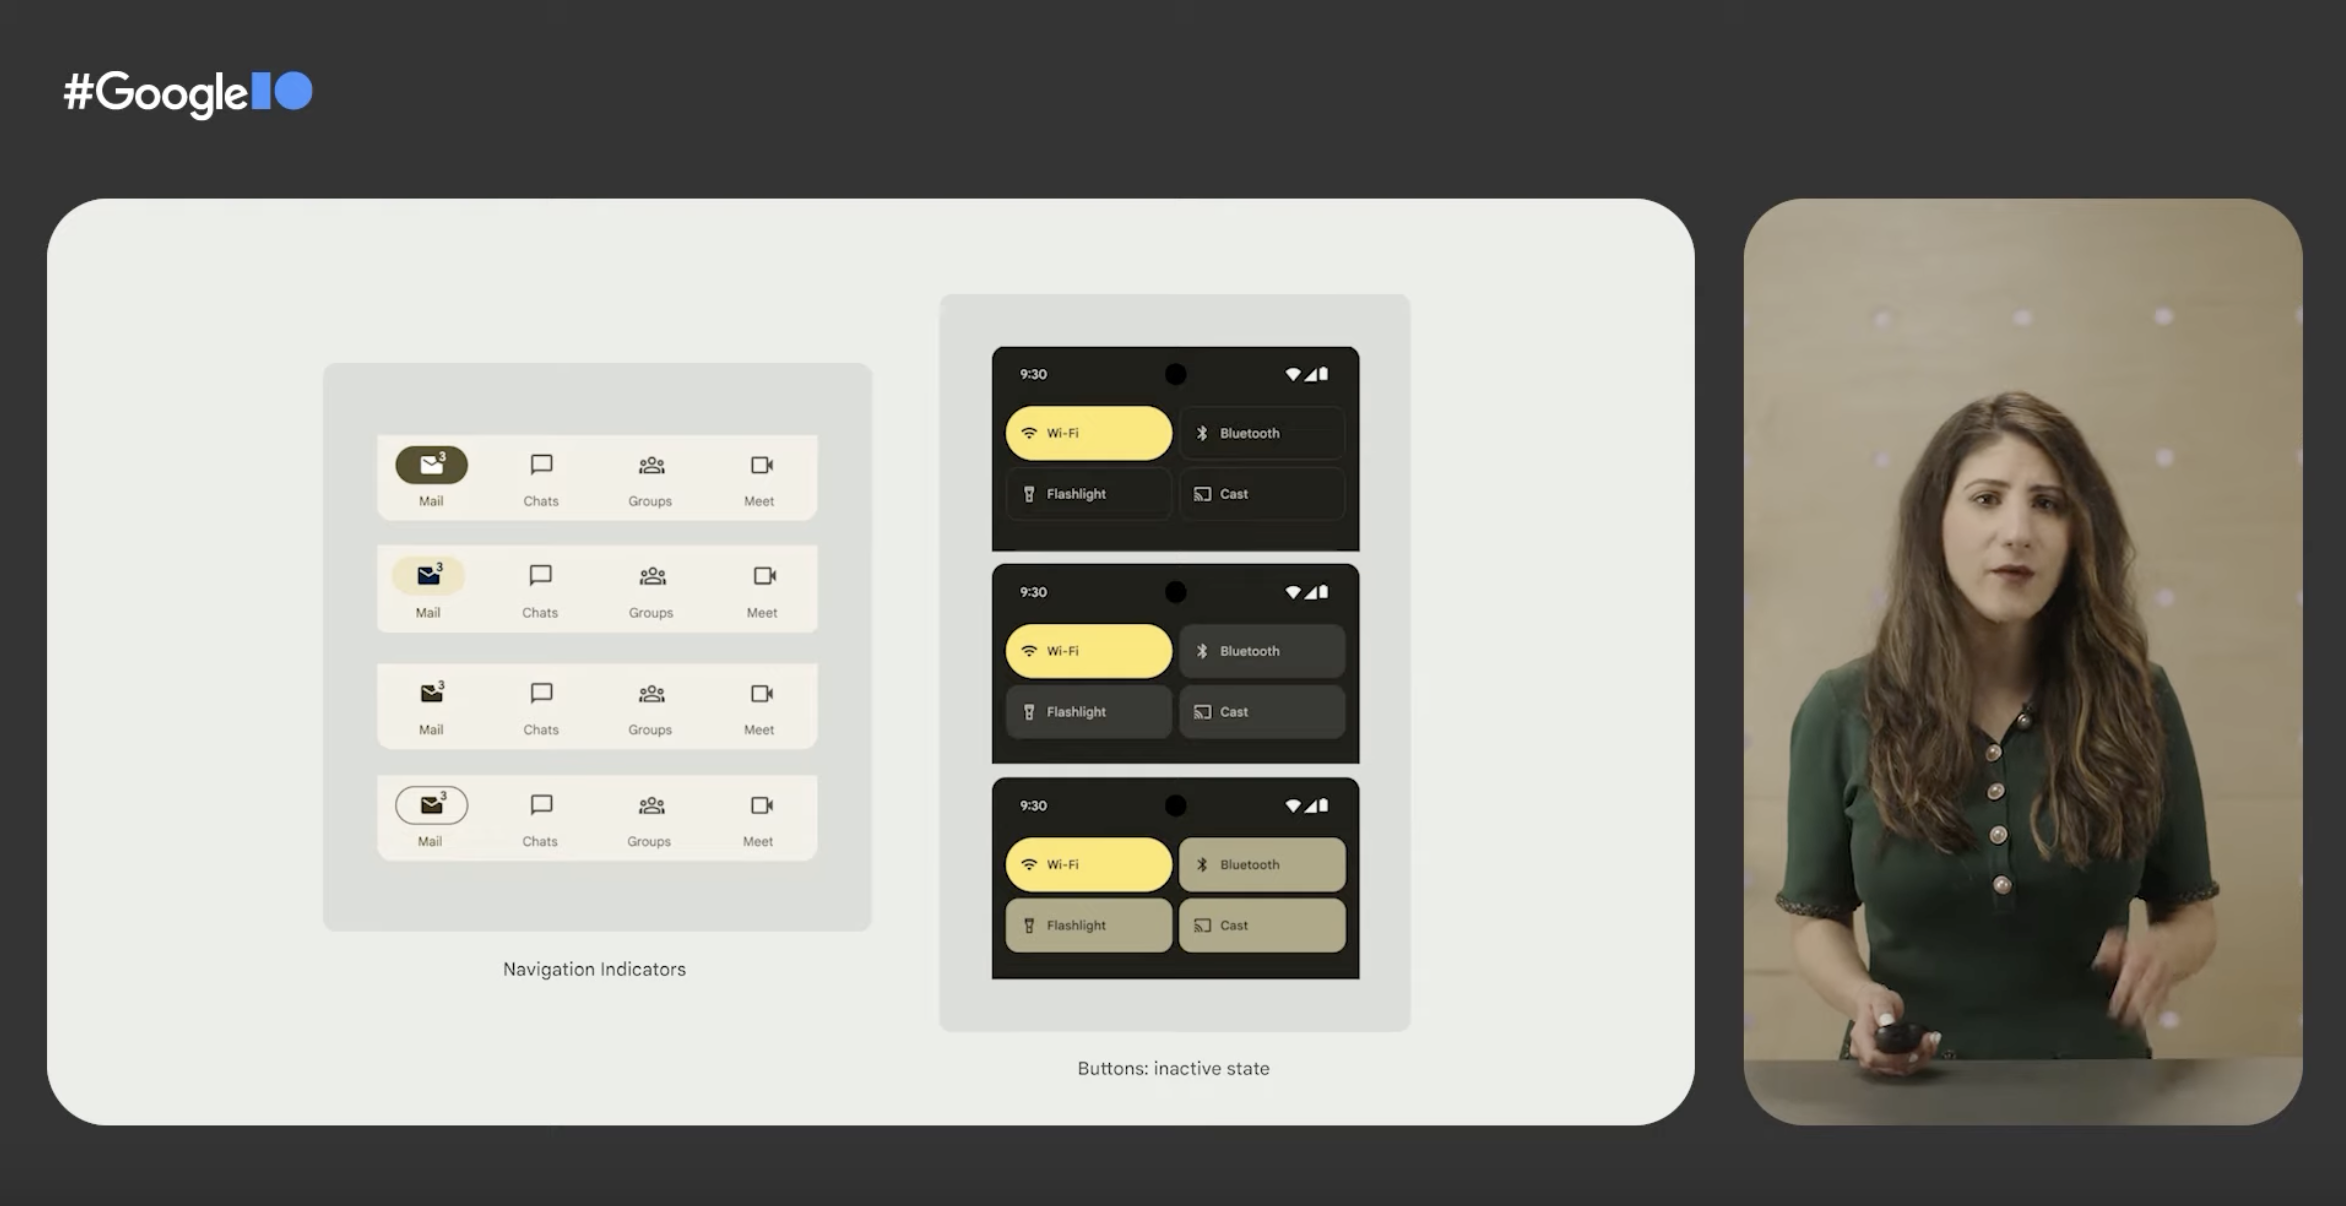 #GoogleIO
3
Mail Chats Groups Meet
3
Mail Chats Groups Meet
3
Mail Chats Groups Meet
3
Mail Chats Groups Meet
Navigation Indicators
9:30
Wi-Fi Bluetooth
Flashlight Cast
9:30
Wi-Fi Bluetooth
Flashlight Cast
9:30
Wi-Fi Bluetooth
Flashlight Cast
Buttons: inactive state